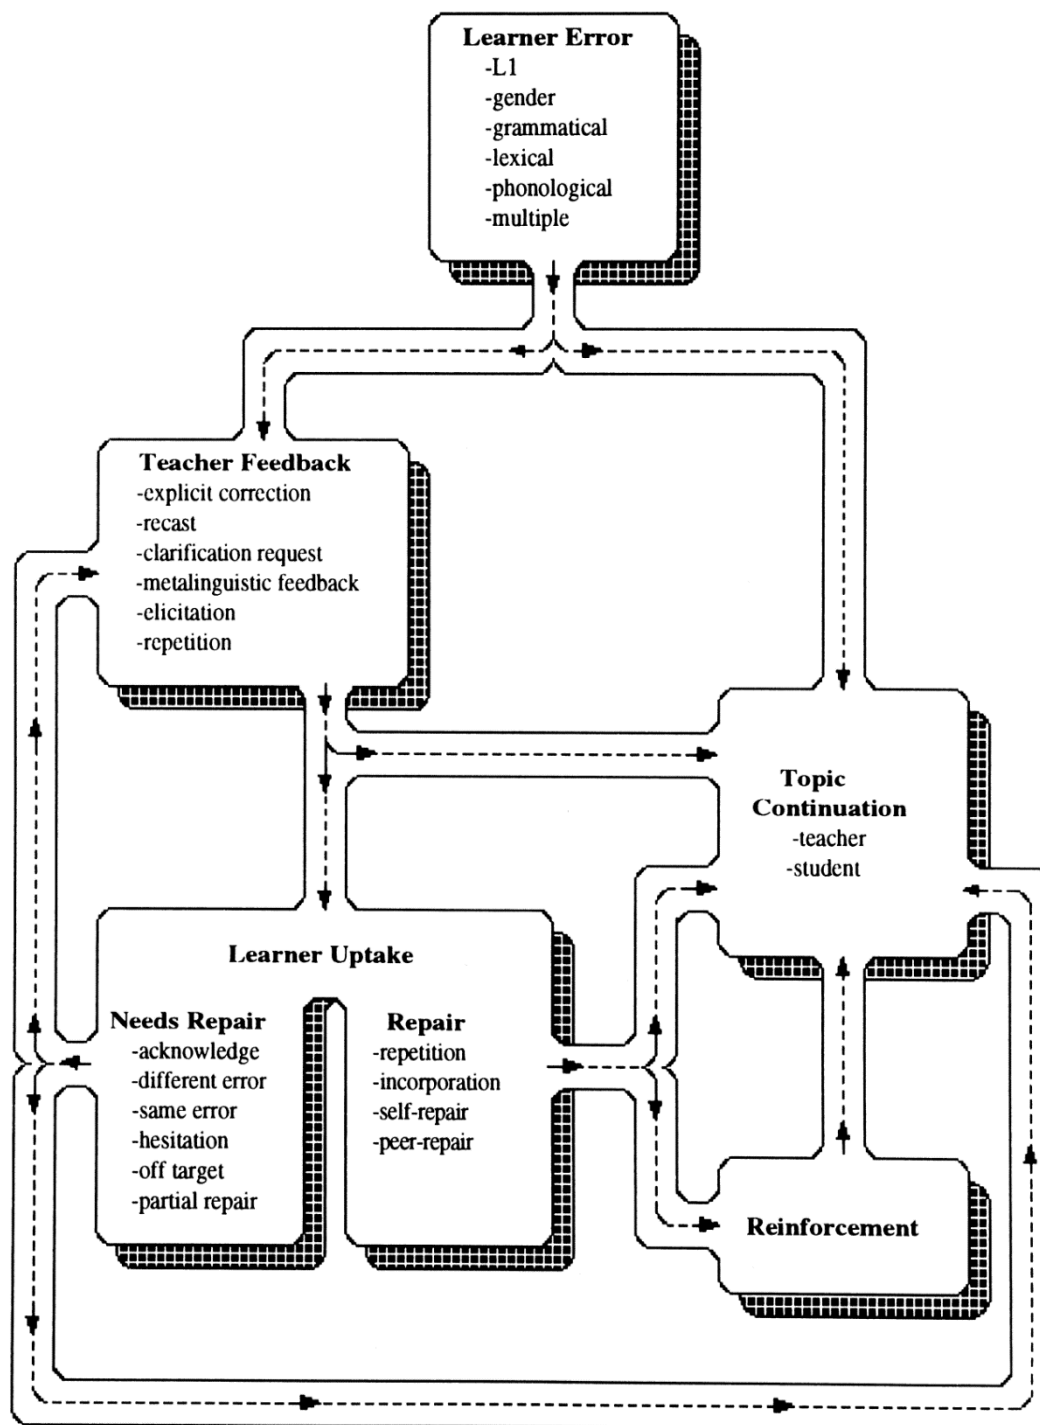 Learner Error
-L1
-gender
-grammatical
-lexical
-phonological
-multiple
Teacher Feedback
-explicit correction
-recast
-clarification request
-metalinguistic feedback
-elicitation
-repetition
Topic
Continuation
-teacher
-student
Learner Uptake
Needs Repair
-acknowledge
-different error
-same error
-hesitation
-off target
-partial repair
Repair
-repetition
-incorporation
-self-repair
-peer-repair
Reinforcement